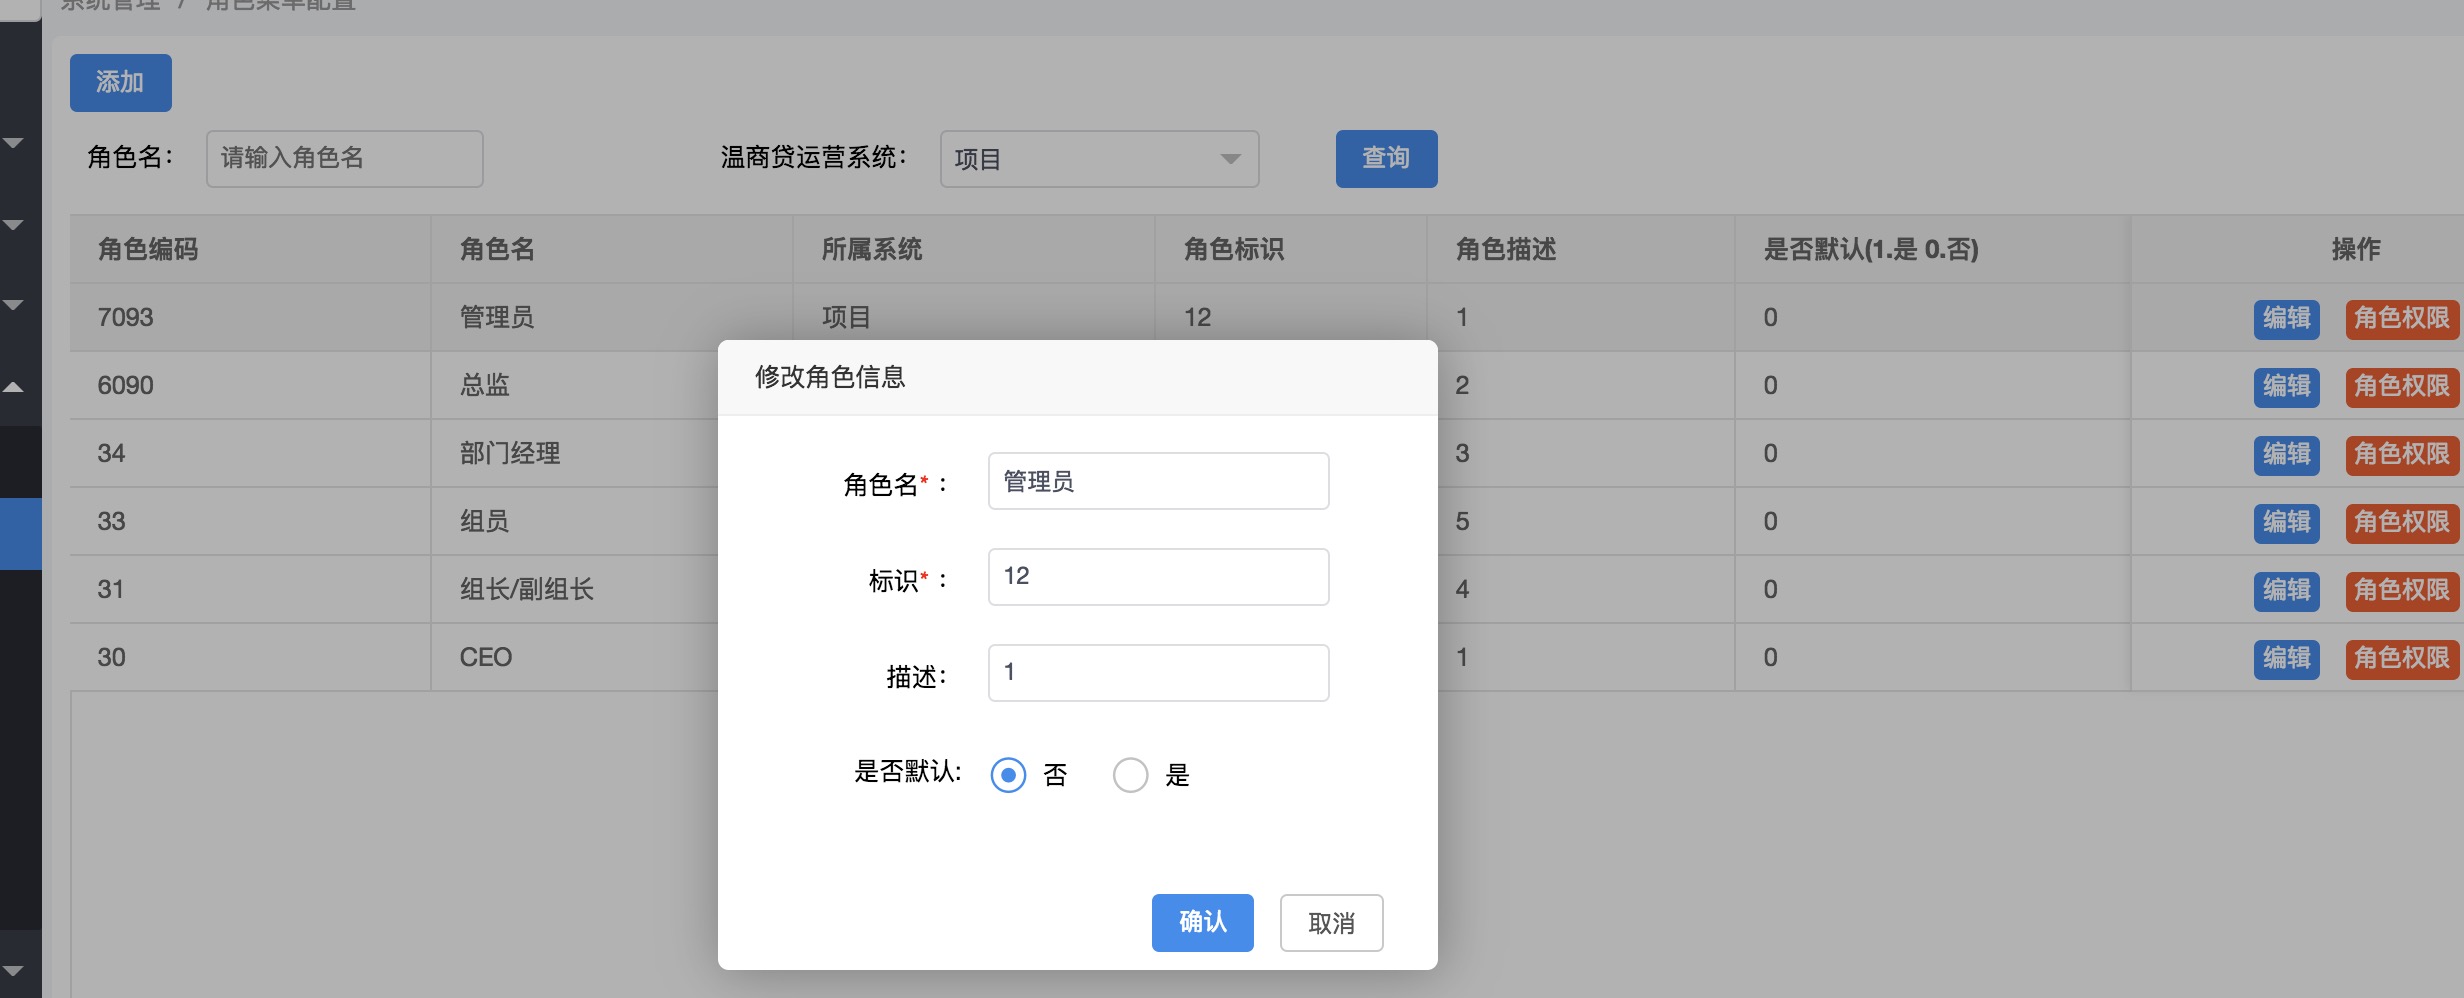 系统管理 / 角色菜单配置
添加
角色名： 请输入角色名 温商贷运营系统： 项目 查询
角色编码 角色名 所属系统 角色标识 角色描述 是否默认(1.是 0.否) 操作
7093 管理员 项目 12 1 0 编辑 角色权限
6090 总监 2 0 编辑 角色权限
34 部门经理 3 0 编辑 角色权限
33 组员 5 0 编辑 角色权限
31 组长/副组长 4 0 编辑 角色权限
30 CEO 1 0 编辑 角色权限
修改角色信息
角色名*： 管理员
标识*： 12
描述： 1
是否默认: 否 是
确认 取消